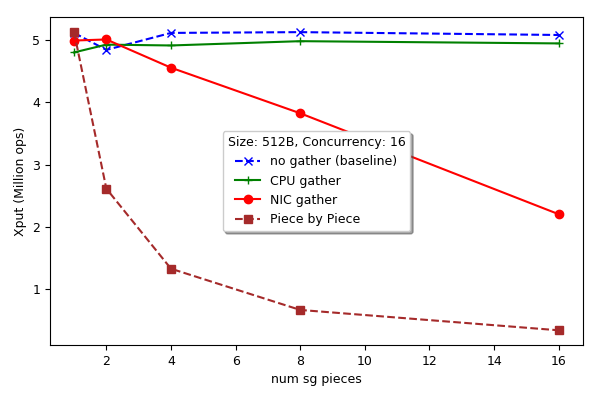 5
4
3
2
1
Xput (Million ops)
Size: 512B, Concurrency: 16
no gather (baseline)
CPU gather
NIC gather
Piece by Piece
2 4 6 8 10 12 14 16
num sg pieces